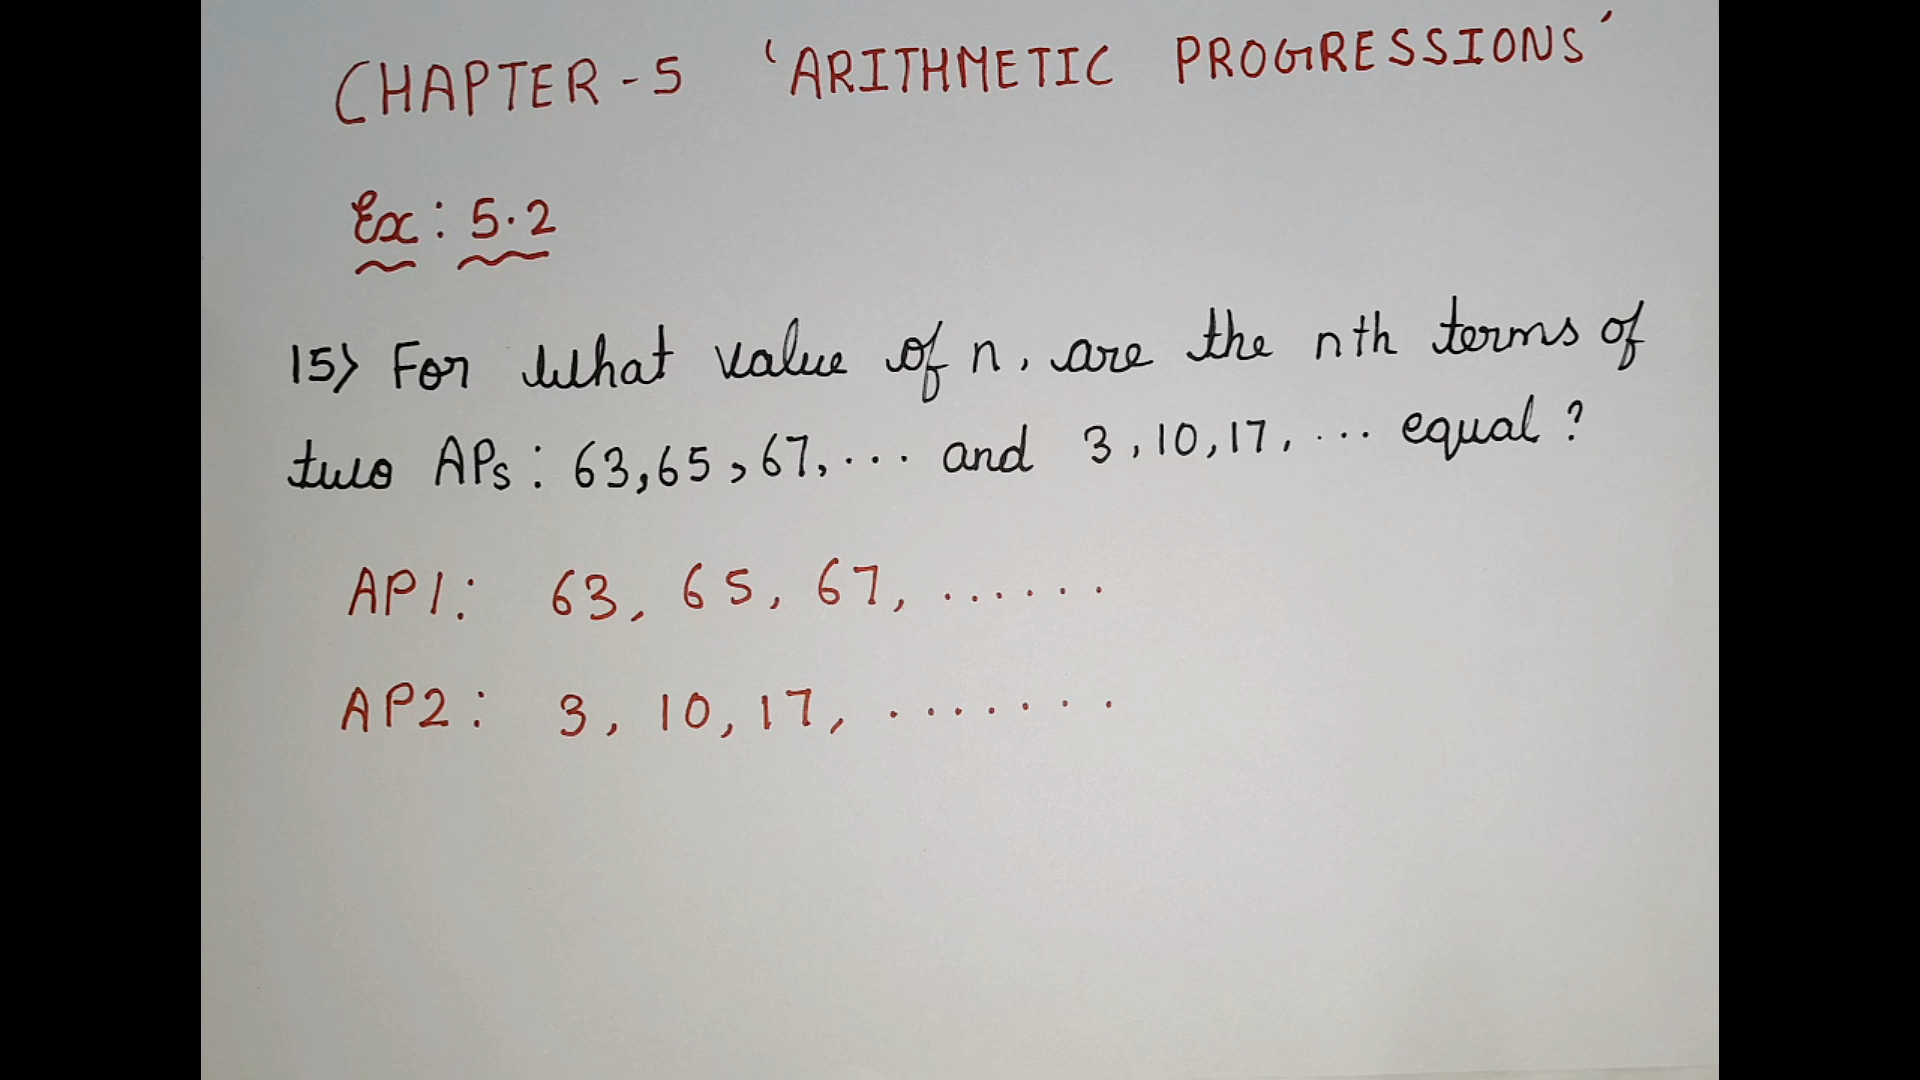 CHAPTER-5 'ARITHMETIC PROGRESSIONS'
Ex: 5.2
15) For what value of n, are the nth terms of
two APs: 63,65,67,... and 3,10,17,... equal?
AP1: 63, 65, 67, ......
AP2: 3, 10, 17, .......